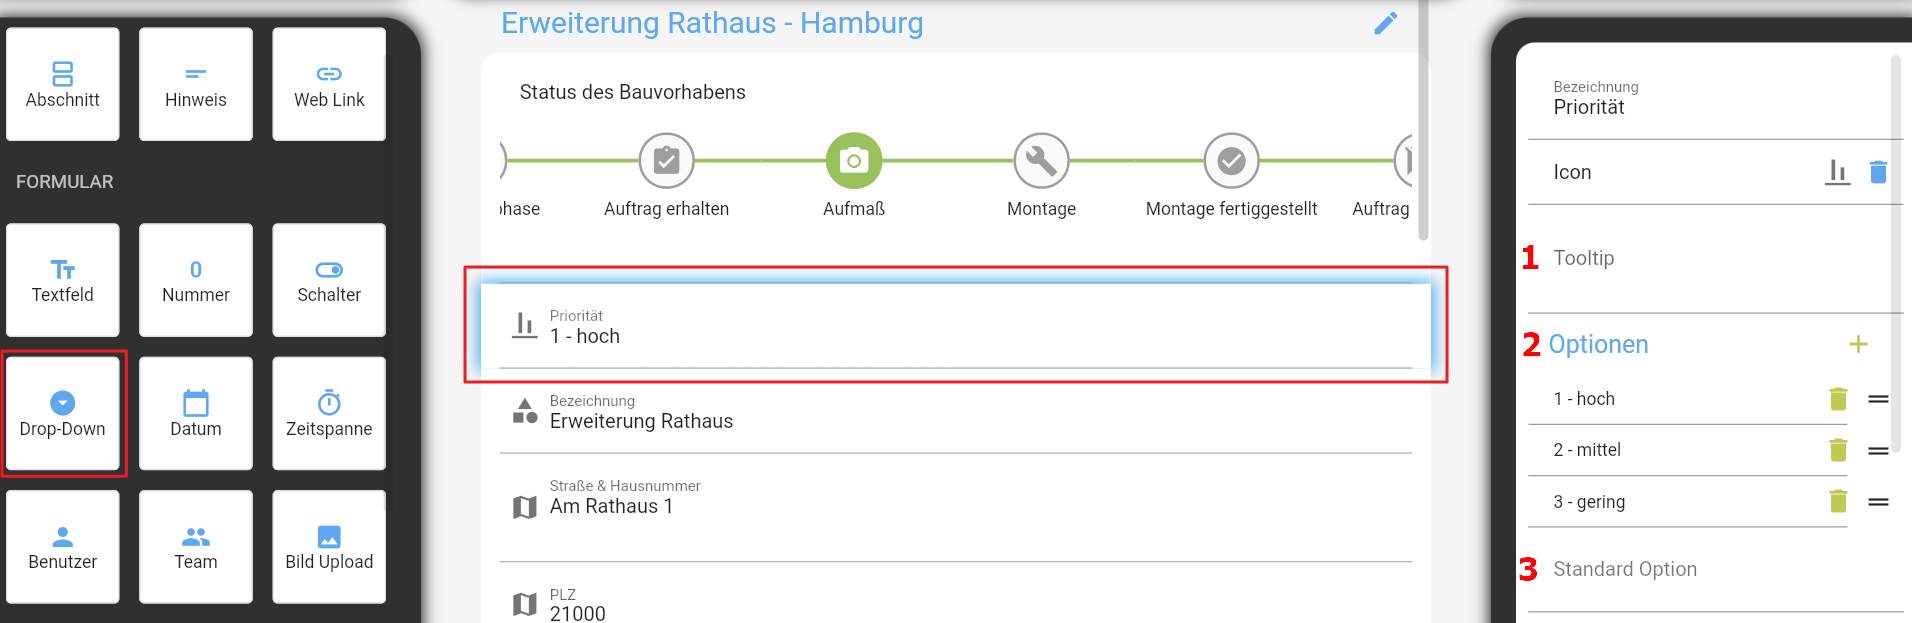 Abschnitt
Hinweis
Web Link
FORMULAR
Textfeld
0
Nummer
Schalter
Drop-Down
Datum
Zeitspanne
Benutzer
Team
Bild Upload
Erweiterung Rathaus - Hamburg
Status des Bauvorhabens
Auftrag erhalten
Aufmaß
Montage
Montage fertiggestellt
Auftrag
Priorität
1 - hoch
Bezeichnung
Erweiterung Rathaus
Straße & Hausnummer
Am Rathaus 1
PLZ
21000
Bezeichnung
Priorität
Icon
1 Tooltip
2 Optionen
1 - hoch
2 - mittel
3 - gering
3 Standard Option